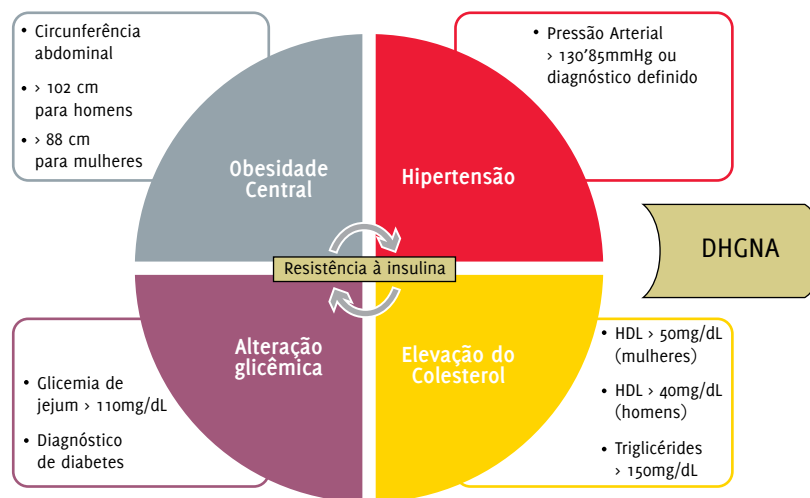 • Circunferência
abdominal
• > 102 cm
para homens
• > 88 cm
para mulheres
Obesidade
Central
• Pressão Arterial
> 130'85mmHg ou
diagnóstico definido
Hipertensão
DHGNA
Resistência à insulina
Alteração
glicêmica
• Glicemia de
jejum > 110mg/dL
• Diagnóstico
de diabetes
Elevação do
Colesterol
• HDL > 50mg/dL
(mulheres)
• HDL > 40mg/dL
(homens)
• Triglicérides
> 150mg/dL